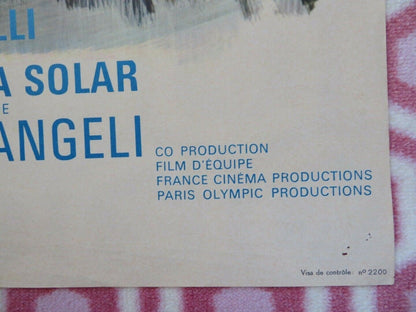 LLI
A SOLAR
E
ANGELI
CO PRODUCTION
FILM D'ÉQUIPE
FRANCE CINÉMA PRODUCTIONS
PARIS OLYMPIC PRODUCTIONS
Visa de contrôle: nº 2200